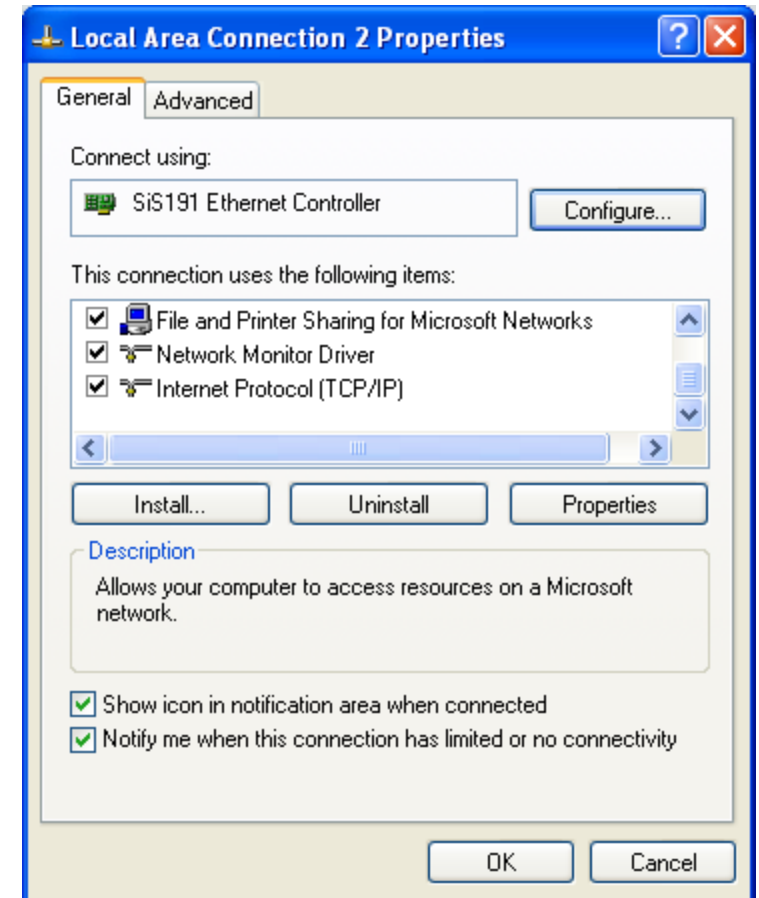 Local Area Connection 2 Properties
General
Advanced
Connect using:
SiS191 Ethernet Controller
Configure...
This connection uses the following items:
File and Printer Sharing for Microsoft Networks
Network Monitor Driver
Internet Protocol (TCP/IP)
Install...
Uninstall
Properties
Description
Allows your computer to access resources on a Microsoft
network.
Show icon in notification area when connected
Notify me when this connection has limited or no connectivity
OK
Cancel